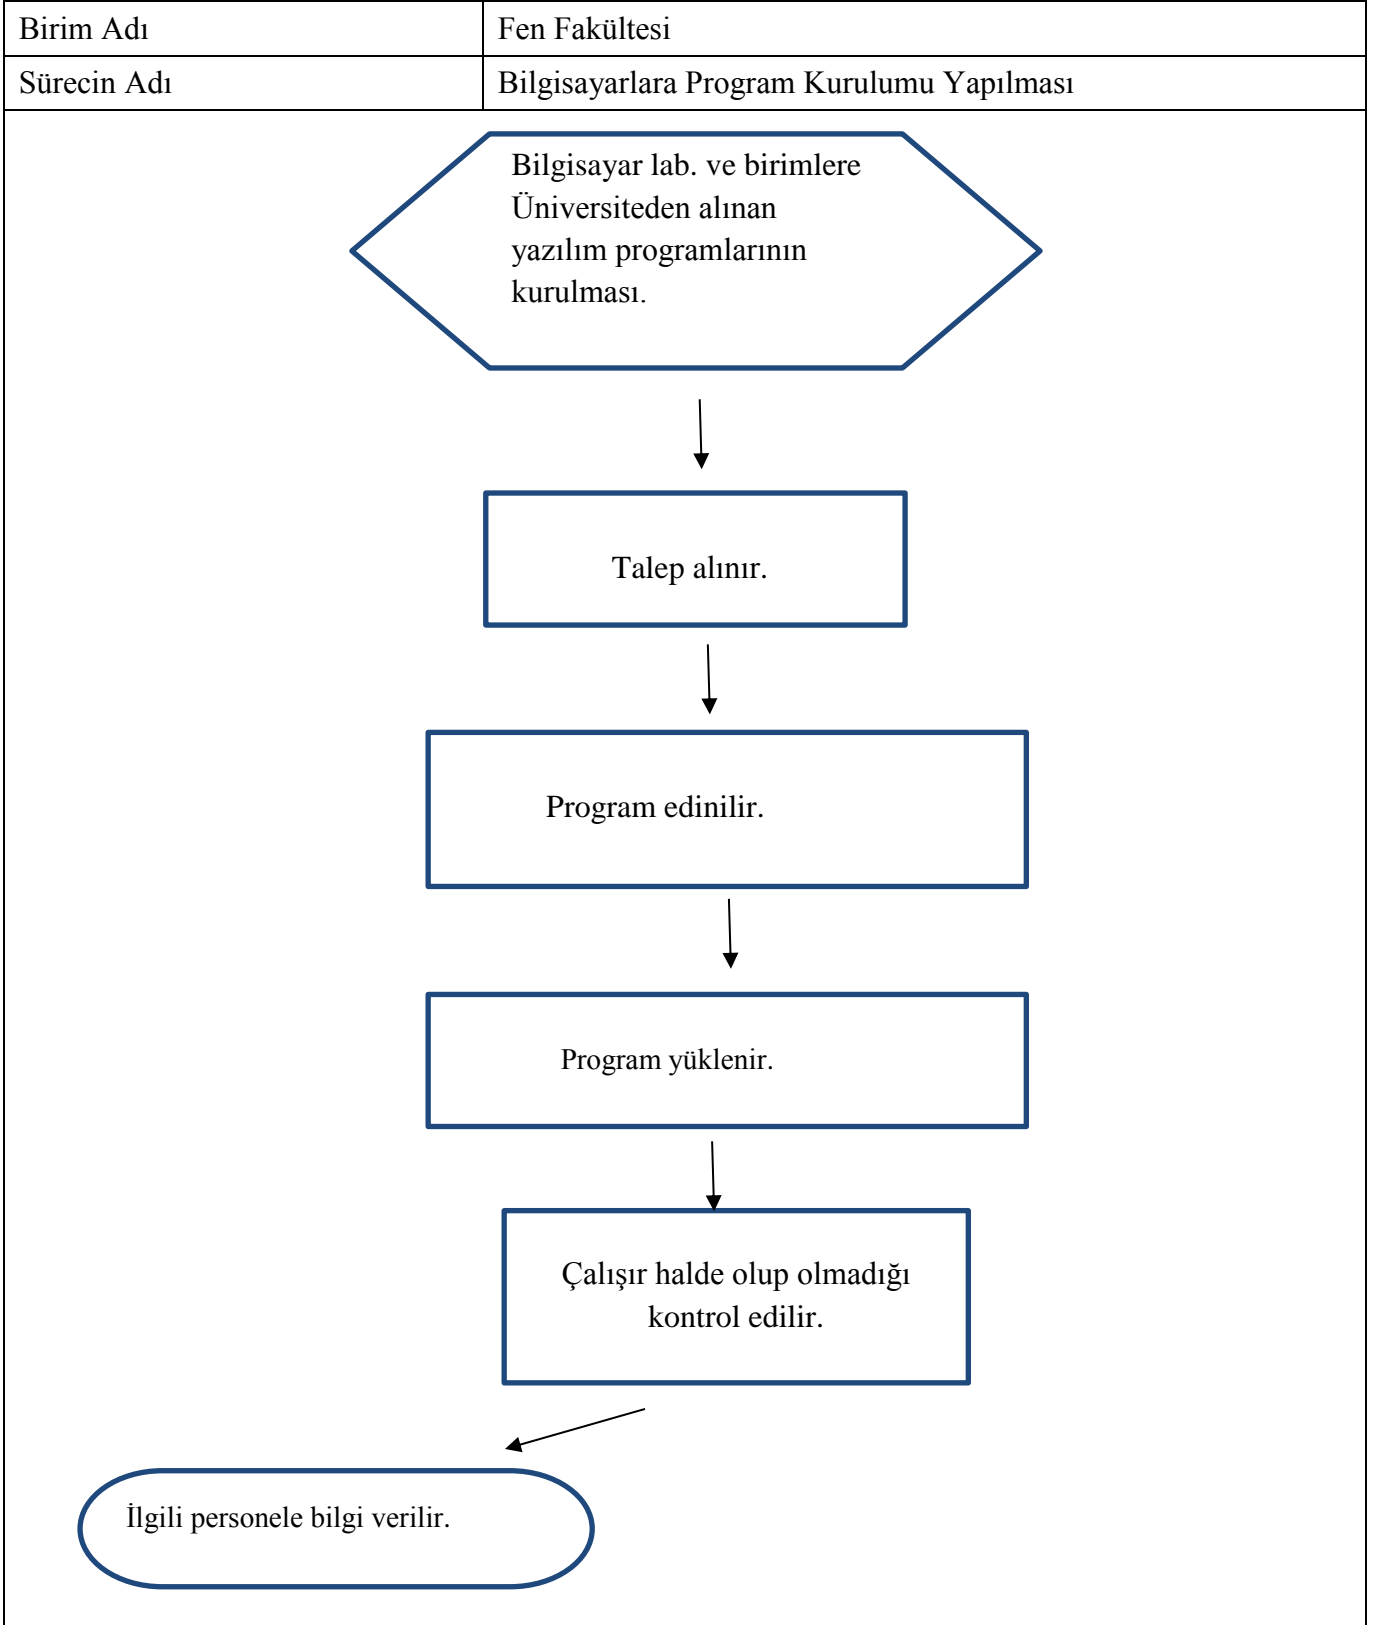 Birim Adı
Fen Fakültesi
Sürecin Adı
Bilgisayarlara Program Kurulumu Yapılması
Bilgisayar lab. ve birimlere
Üniversiteden alınan
yazılım programlarının
kurulması.
Talep alınır.
Program edinilir.
Program yüklenir.
Çalışır halde olup olmadığı
kontrol edilir.
İlgili personele bilgi verilir.